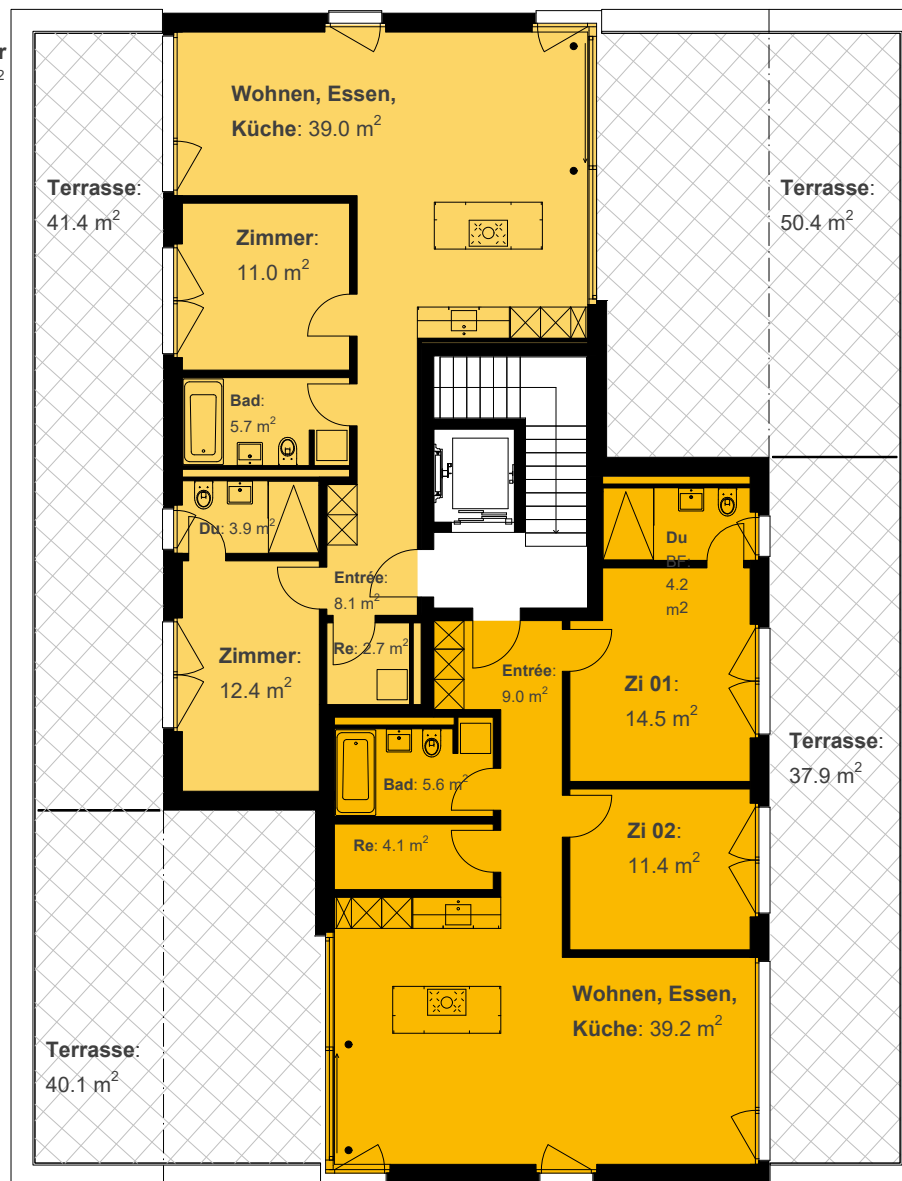 r
2
Wohnen, Essen,
Küche: 39.0 m²
Terrasse:
41.4 m²
Terrasse:
50.4 m²
Zimmer:
11.0 m²
Bad:
5.7 m²
Du: 3.9 m²
Du
BF:
4.2
m2
Entrée:
8.1 m²
Re: 2.7 m²
Zimmer:
12.4 m²
Entrée:
9.0 m²
Zi 01:
14.5 m²
Terrasse:
37.9 m²
Bad: 5.6 m²
Re: 4.1 m²
Zi 02:
11.4 m²
Wohnen, Essen,
Küche: 39.2 m²
Terrasse:
40.1 m²